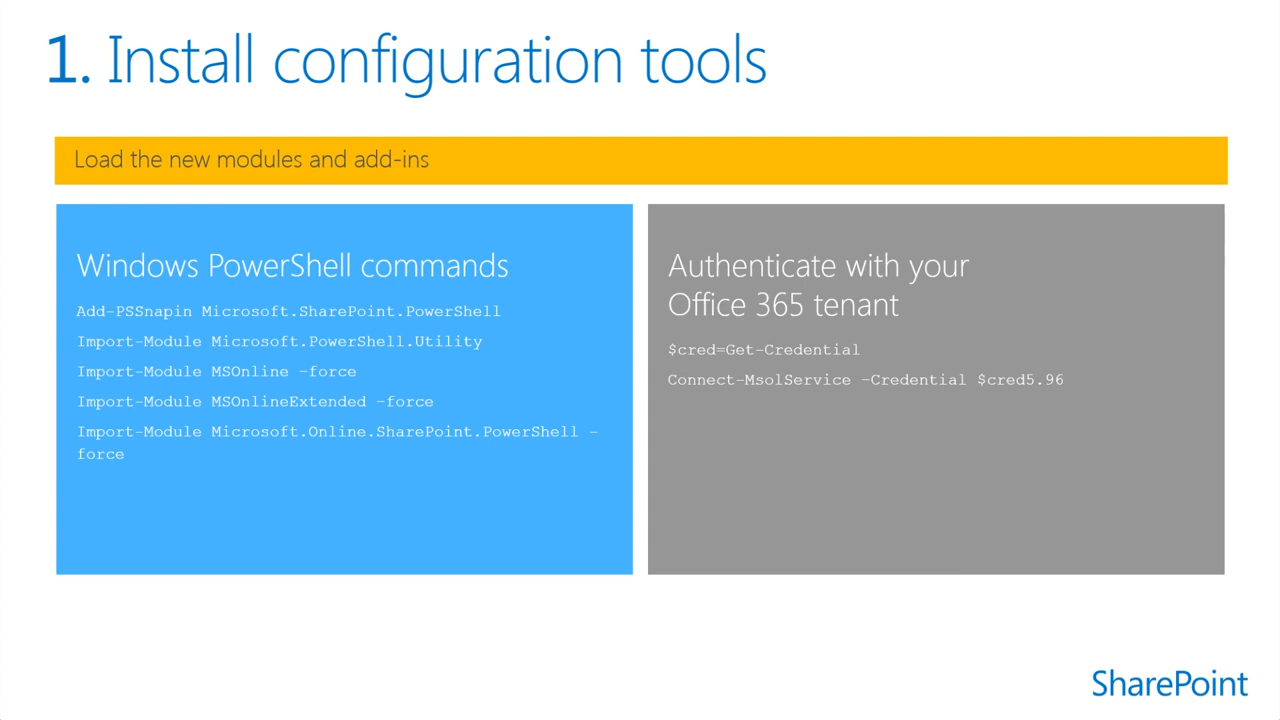 1. Install configuration tools
Load the new modules and add-ins
Windows PowerShell commands
Add-PSSnapin Microsoft.SharePoint.PowerShell
Import-Module Microsoft.PowerShell.Utility
Import-Module MSOnline –force
Import-Module MSOnlineExtended –force
Import-Module Microsoft.Online.SharePoint.PowerShell –
force
Authenticate with your
Office 365 tenant
$cred=Get-Credential
Connect-MsolService –Credential $cred5.96
SharePoint